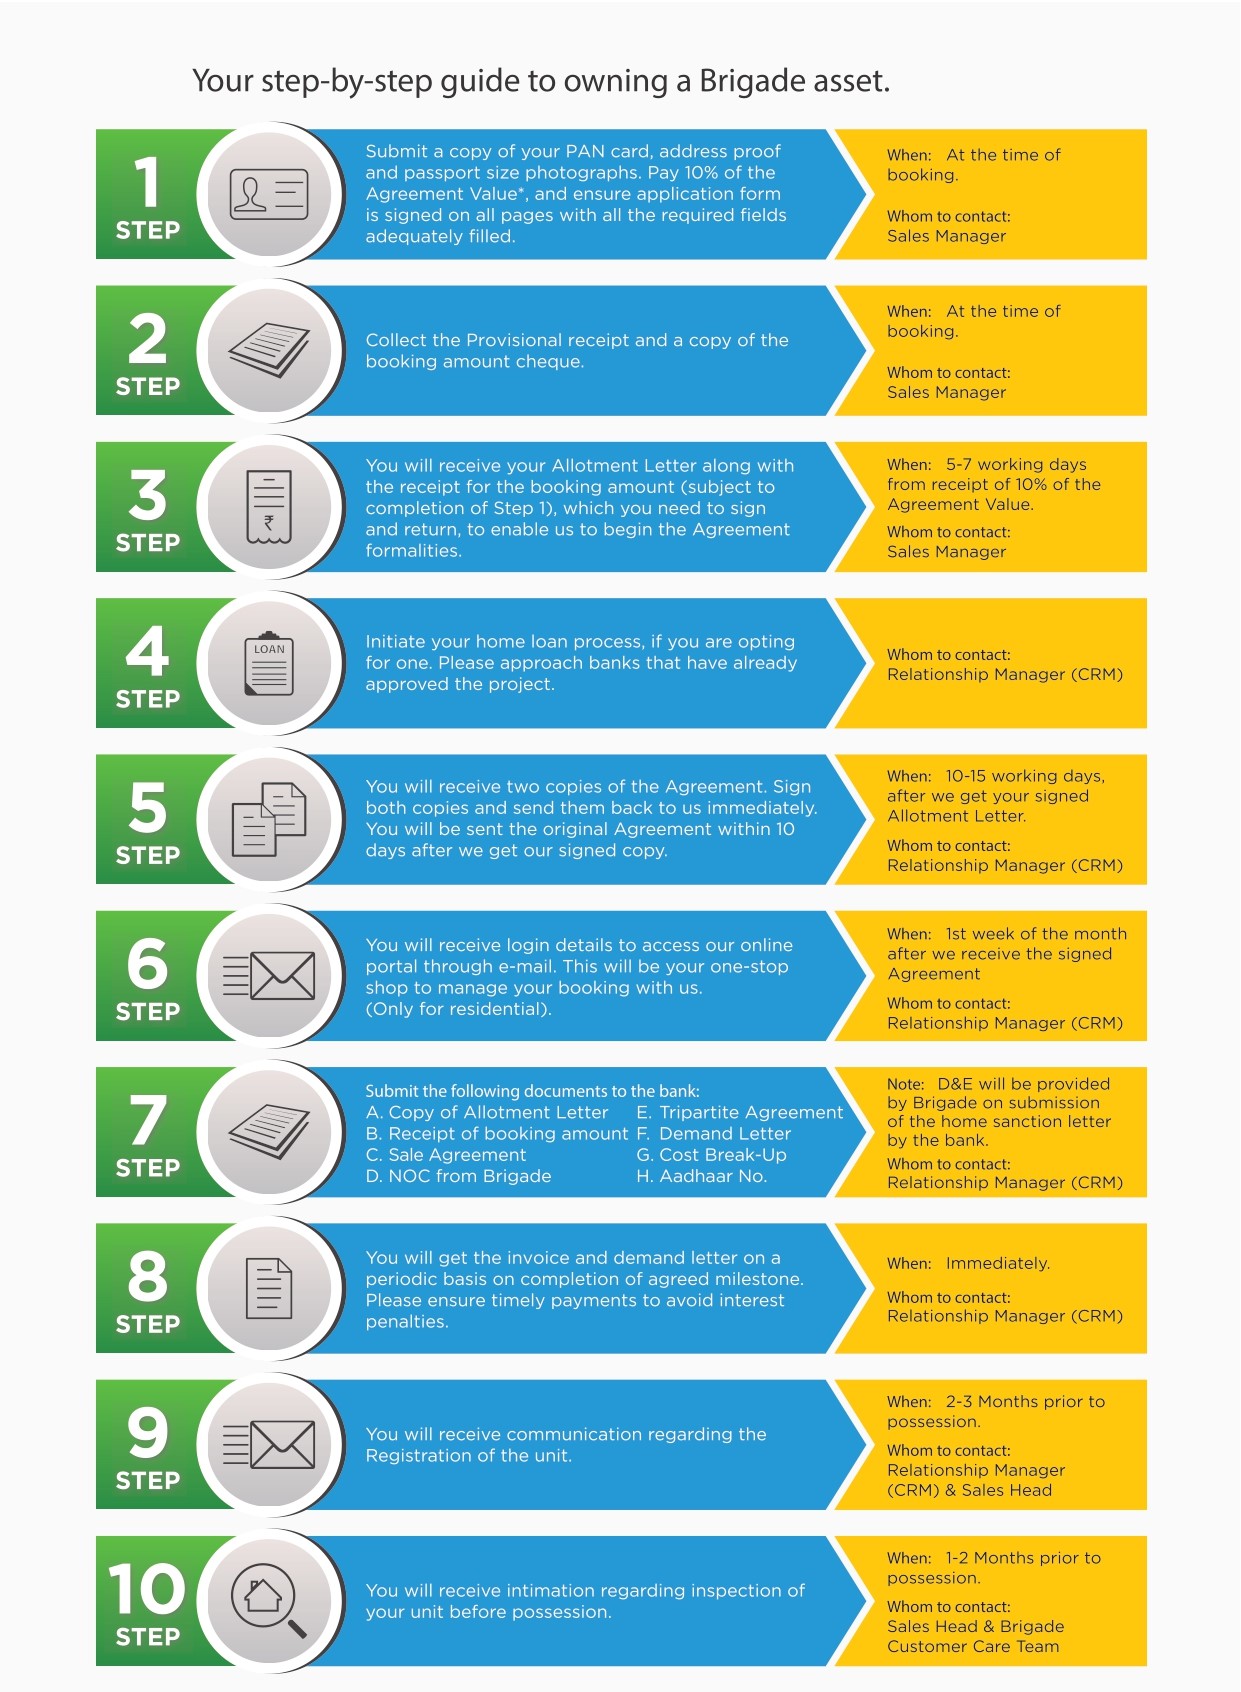 Your step-by-step guide to owning a Brigade asset.
1
STEP
Submit a copy of your PAN card, address proof
and passport size photographs. Pay 10% of the
Agreement Value*, and ensure application form
is signed on all pages with all the required fields
adequately filled.
When: At the time of
booking.
Whom to contact:
Sales Manager
2
STEP
Collect the Provisional receipt and a copy of the
booking amount cheque.
When: At the time of
booking.
Whom to contact:
Sales Manager
3
STEP
₹
You will receive your Allotment Letter along with
the receipt for the booking amount (subject to
completion of Step 1), which you need to sign
and return, to enable us to begin the Agreement
formalities.
When: 5-7 working days
from receipt of 10% of the
Agreement Value.
Whom to contact:
Sales Manager
4
STEP
LOAN
Initiate your home loan process, if you are opting
for one. Please approach banks that have already
approved the project.
Whom to contact:
Relationship Manager (CRM)
5
STEP
You will receive two copies of the Agreement. Sign
both copies and send them back to us immediately.
You will be sent the original Agreement within 10
days after we get our signed copy.
When: 10-15 working days,
after we get your signed
Allotment Letter.
Whom to contact:
Relationship Manager (CRM)
6
STEP
You will receive login details to access our online
portal through e-mail. This will be your one-stop
shop to manage your booking with us.
(Only for residential).
When: 1st week of the month
after we receive the signed
Agreement
Whom to contact:
Relationship Manager (CRM)
7
STEP
Submit the following documents to the bank:
A. Copy of Allotment Letter E. Tripartite Agreement
B. Receipt of booking amount F. Demand Letter
C. Sale Agreement G. Cost Break-Up
D. NOC from Brigade H. Aadhaar No.
Note: D&E will be provided
by Brigade on submission
of the home sanction letter
by the bank.
Whom to contact:
Relationship Manager (CRM)
8
STEP
You will get the invoice and demand letter on a
periodic basis on completion of agreed milestone.
Please ensure timely payments to avoid interest
penalties.
When: Immediately.
Whom to contact:
Relationship Manager (CRM)
9
STEP
You will receive communication regarding the
Registration of the unit.
When: 2-3 Months prior to
possession.
Whom to contact:
Relationship Manager
(CRM) & Sales Head
10
STEP
You will receive intimation regarding inspection of
your unit before possession.
When: 1-2 Months prior to
possession.
Whom to contact:
Sales Head & Brigade
Customer Care Team